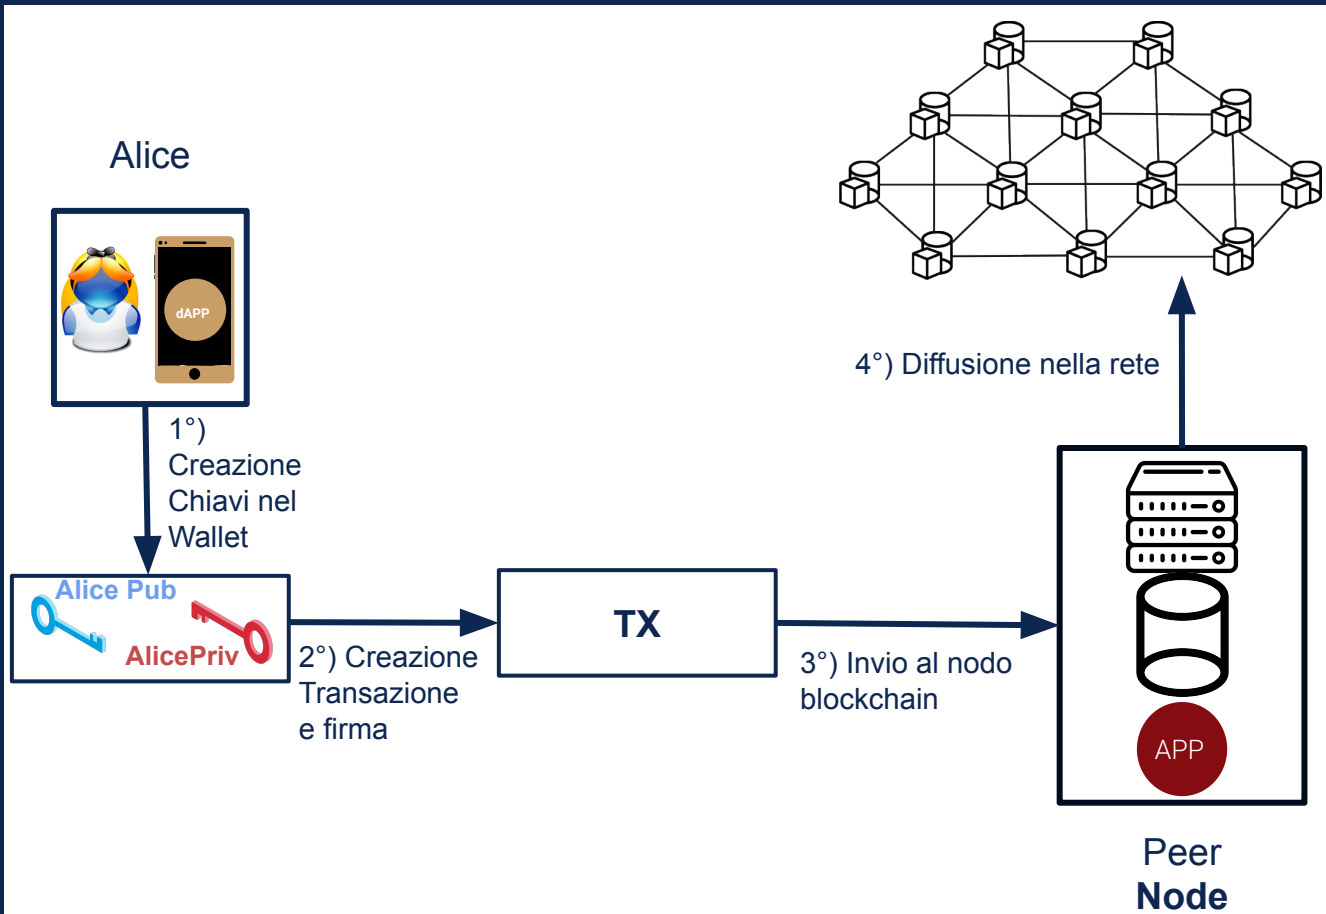 Alice
dAPP
1°)
Creazione
Chiavi nel
Wallet
Alice Pub
AlicePriv
2°) Creazione
Transazione
e firma
TX
3°) Invio al nodo
blockchain
4°) Diffusione nella rete
APP
Peer
Node